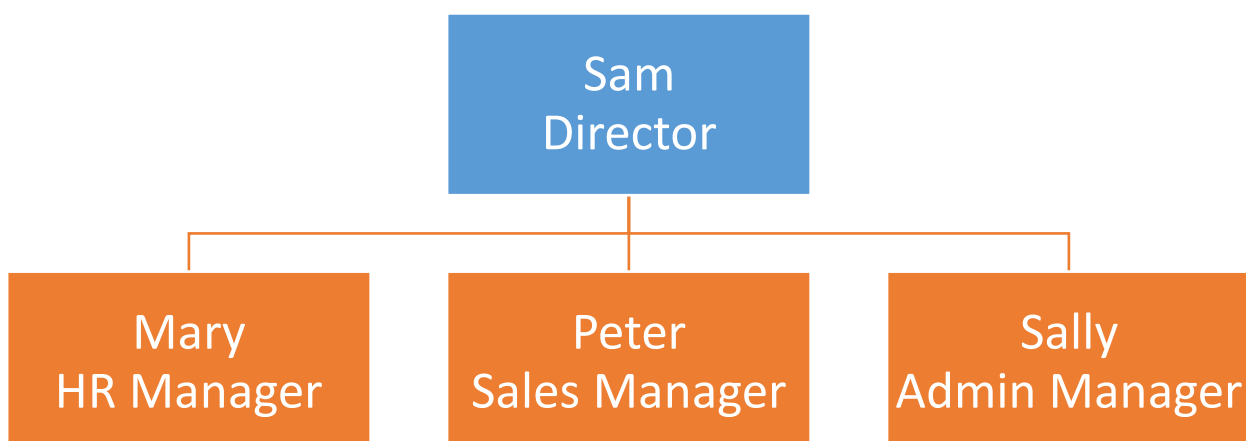 Sam
Director
Mary
HR Manager
Peter
Sales Manager
Sally
Admin Manager